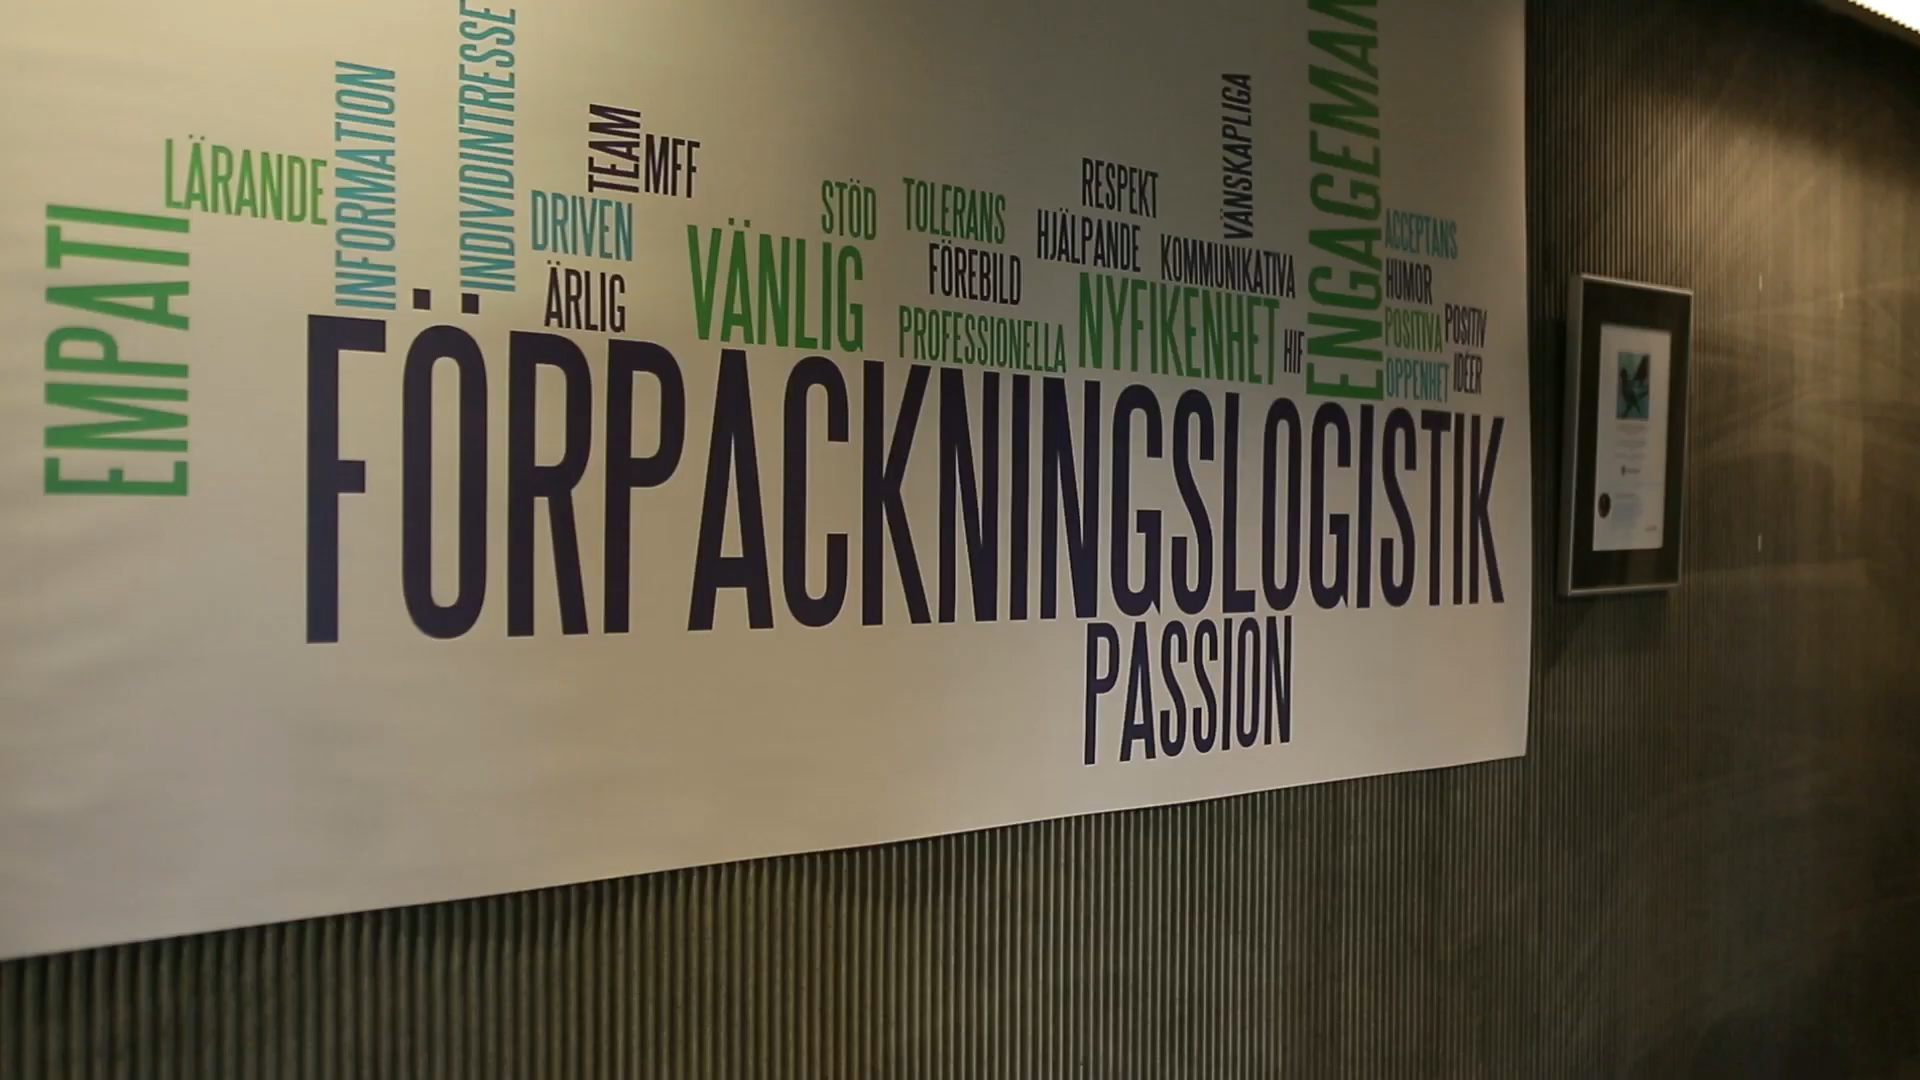 EMPATI
LÄRANDE
INFORMATION
INDIVIDINTRESSE
TEAM
MFF
DRIVEN
ÄRLIG
VÄNLIG
STÖD
TOLERANS
FÖREBILD
PROFESSIONELLA
RESPEKT
HJÄLPANDE
KOMMUNIKATIVA
NYFIKENHET
VÄNSKAPLIGA
HIF
ENGAGEMAN
ACCEPTANS
HUMOR
POSITIVA
POSITIV
OPPENHET
IDÉER
FÖRPACKNINGSLOGISTIK
PASSION